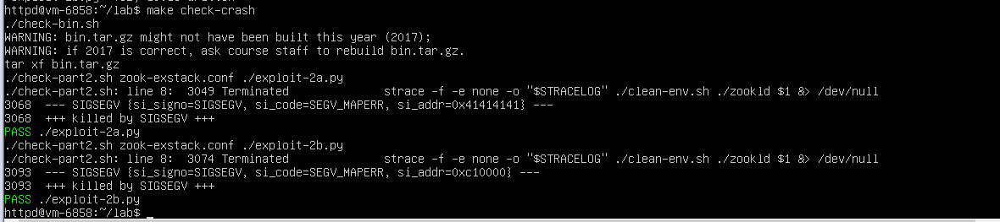 httpd@vm-6858:~/lab$ make check-crash
./check-bin.sh
WARNING: bin.tar.gz might not have been built this year (2017);
WARNING: if 2017 is correct, ask course staff to rebuild bin.tar.gz.
tar xf bin.tar.gz
./check-part2.sh zook-exstack.conf ./exploit-2a.py
./check-part2.sh: line 8:  3049 Terminated              strace -f -e none -o "$STRACELOG" ./clean-env.sh ./zookld $1 &> /dev/null
3068  --- SIGSEGV {si_signo=SIGSEGV, si_code=SEGV_MAPERR, si_addr=0x41414141} ---
3068  +++ killed by SIGSEGV +++
PASS ./exploit-2a.py
./check-part2.sh zook-exstack.conf ./exploit-2b.py
./check-part2.sh: line 8:  3074 Terminated              strace -f -e none -o "$STRACELOG" ./clean-env.sh ./zookld $1 &> /dev/null
3093  --- SIGSEGV {si_signo=SIGSEGV, si_code=SEGV_MAPERR, si_addr=0xc10000} ---
3093  +++ killed by SIGSEGV +++
PASS ./exploit-2b.py
httpd@vm-6858:~/lab$ _